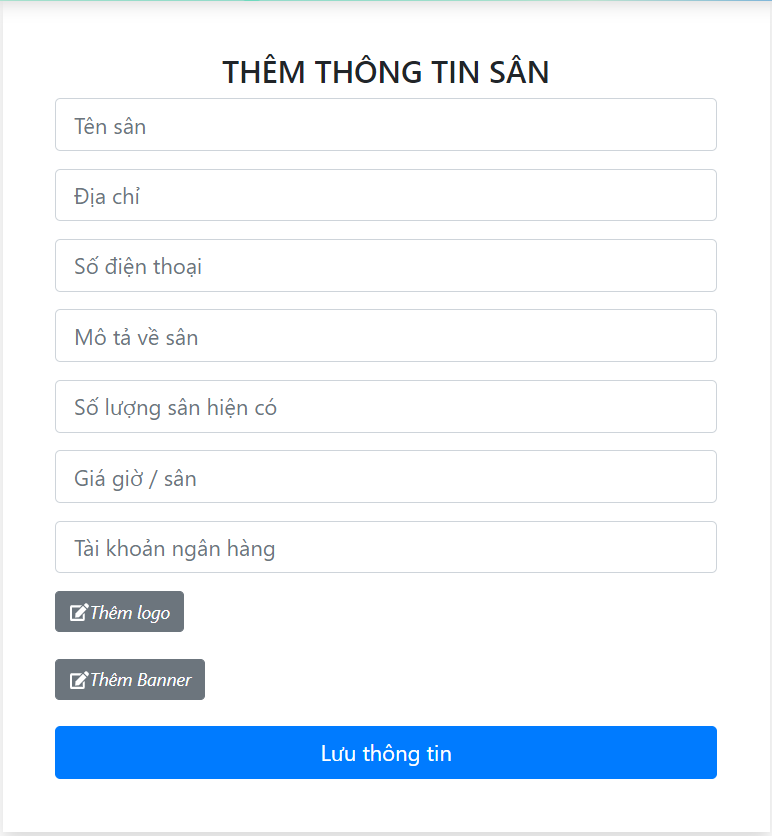 THÊM THÔNG TIN SÂN
Tên sân
Địa chỉ
Số điện thoại
Mô tả về sân
Số lượng sân hiện có
Giá giờ / sân
Tài khoản ngân hàng
Thêm logo
Thêm Banner
Lưu thông tin